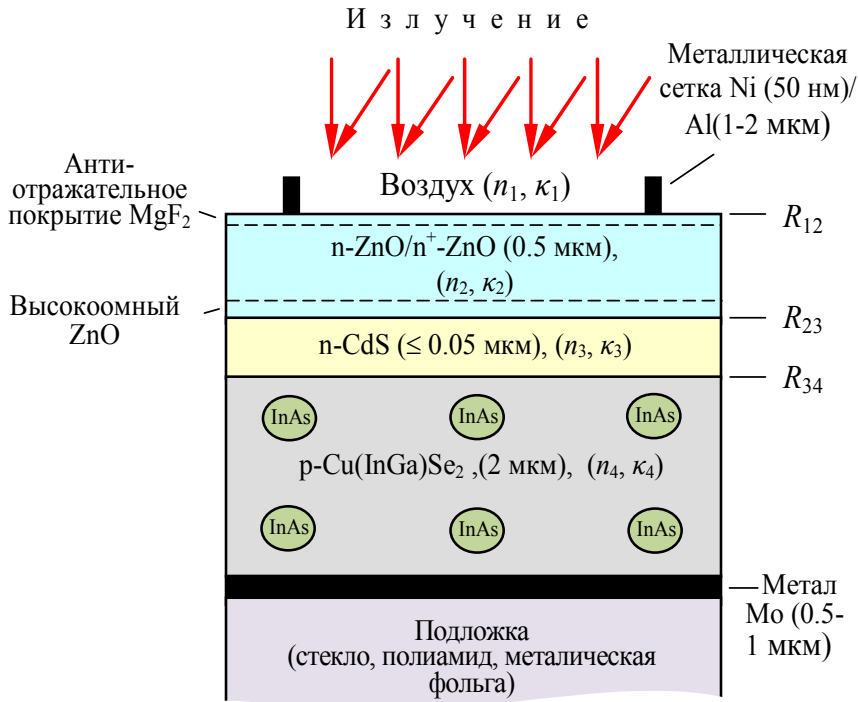 И з л у ч е н и е
Металлическая
сетка Ni (50 нм)/
Al(1-2 мкм)
Анти-
отражательное
покрытие MgF₂
Воздух (n₁, κ₁)
R₁₂
n-ZnO/n⁺-ZnO (0.5 мкм),
(n₂, κ₂)
Высокоомный
ZnO
R₂₃
n-CdS (≤ 0.05 мкм), (n₃, κ₃)
R₃₄
InAs InAs InAs
p-Cu(InGa)Se₂ ,(2 мкм), (n₄, κ₄)
InAs InAs InAs
Метал
Mo (0.5-
1 мкм)
Подложка
(стекло, полиамид, металическая
фольга)